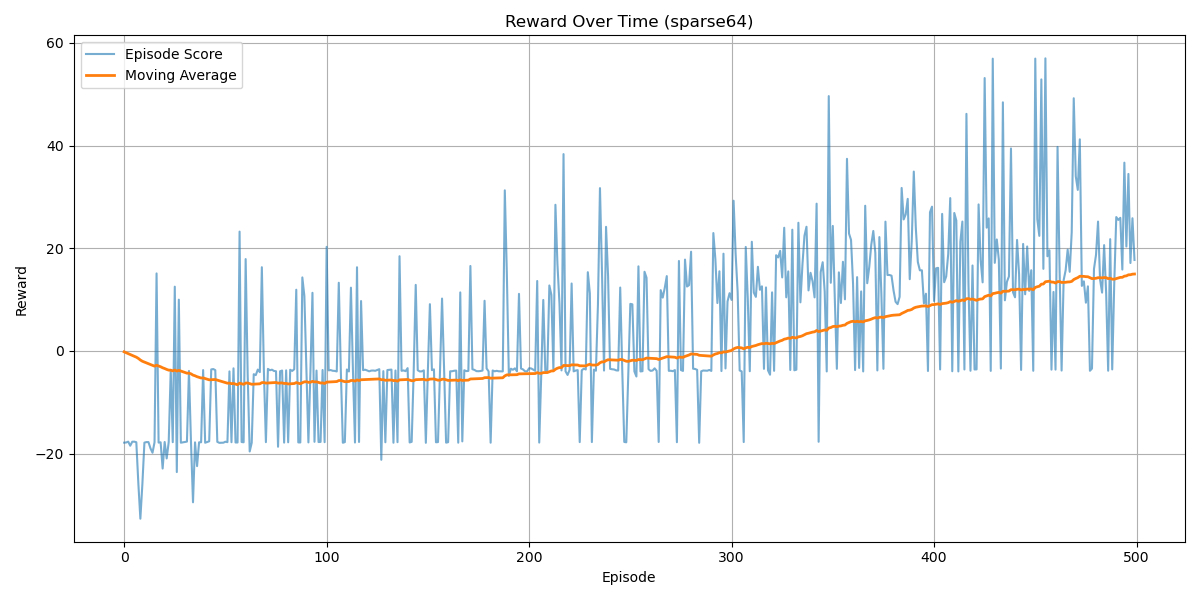 Reward Over Time (sparse64)
Episode Score
Moving Average
Reward
60
40
20
0
−20
0 100 200 300 400 500
Episode